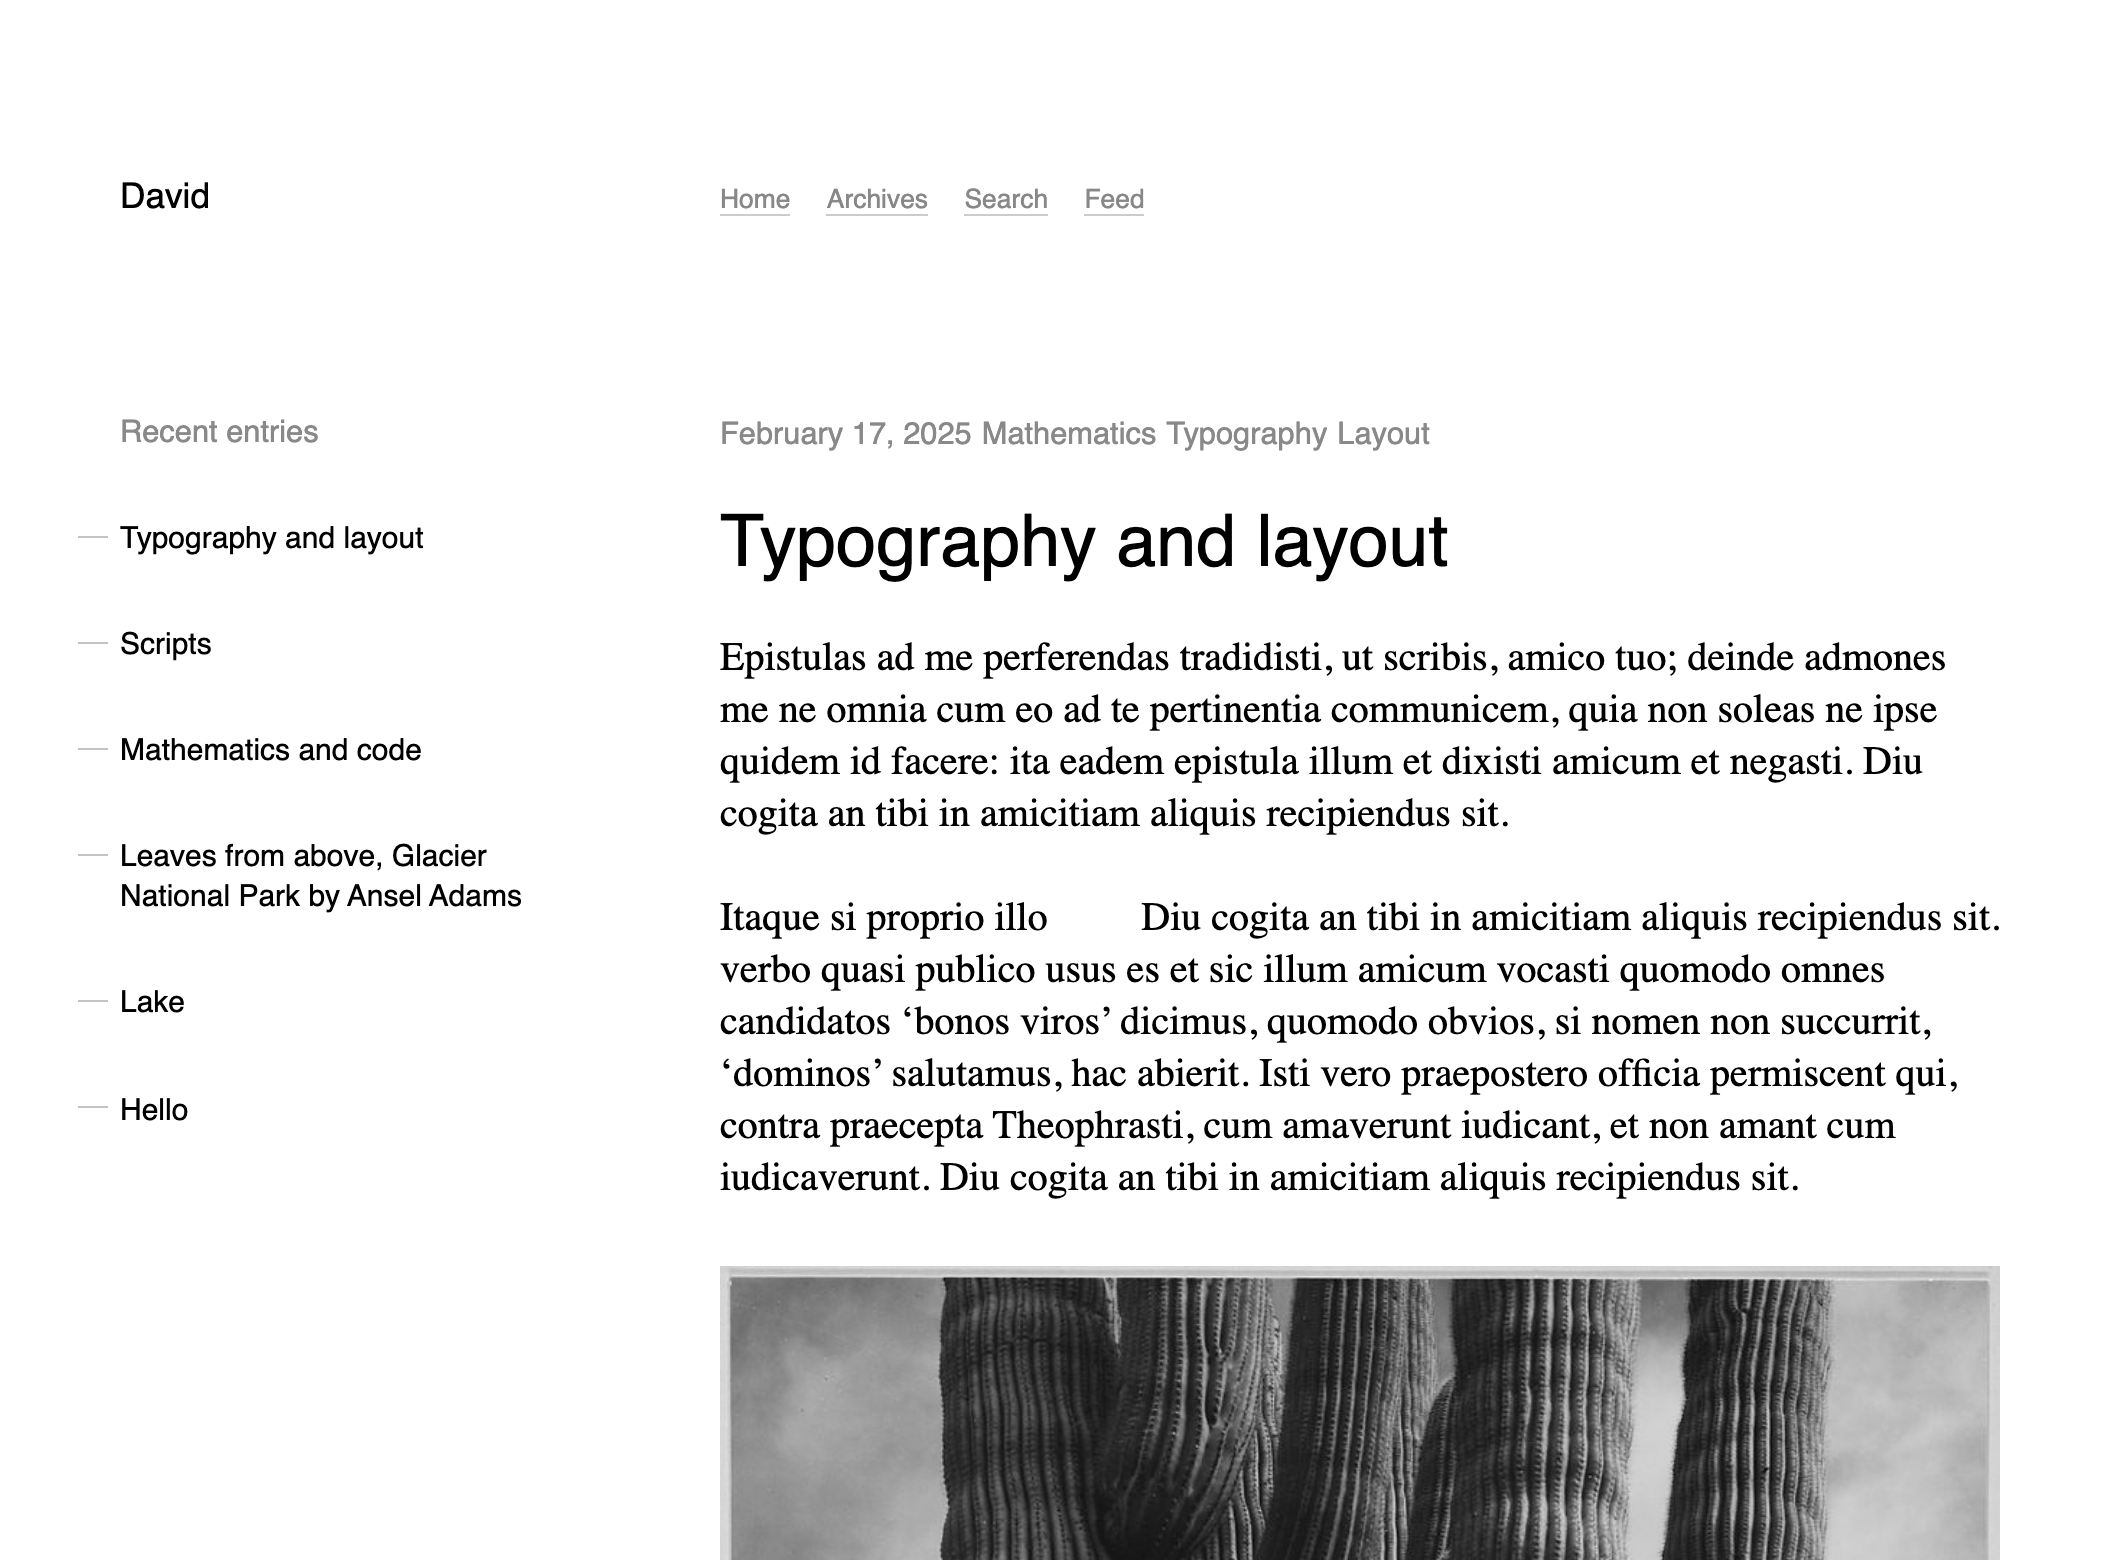 David
Home Archives Search Feed
Recent entries
Typography and layout
Scripts
Mathematics and code
Leaves from above, Glacier
National Park by Ansel Adams
Lake
Hello
February 17, 2025 Mathematics Typography Layout
Typography and layout
Epistulas ad me perferendas tradidisti, ut scribis, amico tuo; deinde admones
me ne omnia cum eo ad te pertinentia communicem, quia non soleas ne ipse
quidem id facere: ita eadem epistula illum et dixisti amicum et negasti. Diu
cogita an tibi in amicitiam aliquis recipiendus sit.
Itaque si proprio illo Diu cogita an tibi in amicitiam aliquis recipiendus sit.
verbo quasi publico usus es et sic illum amicum vocasti quomodo omnes
candidatos ‘bonos viros’ dicimus, quomodo obvios, si nomen non succurrit,
‘dominos’ salutamus, hac abierit. Isti vero praepostero officia permiscent qui,
contra praecepta Theophrasti, cum amaverunt iudicant, et non amant cum
iudicaverunt. Diu cogita an tibi in amicitiam aliquis recipiendus sit.